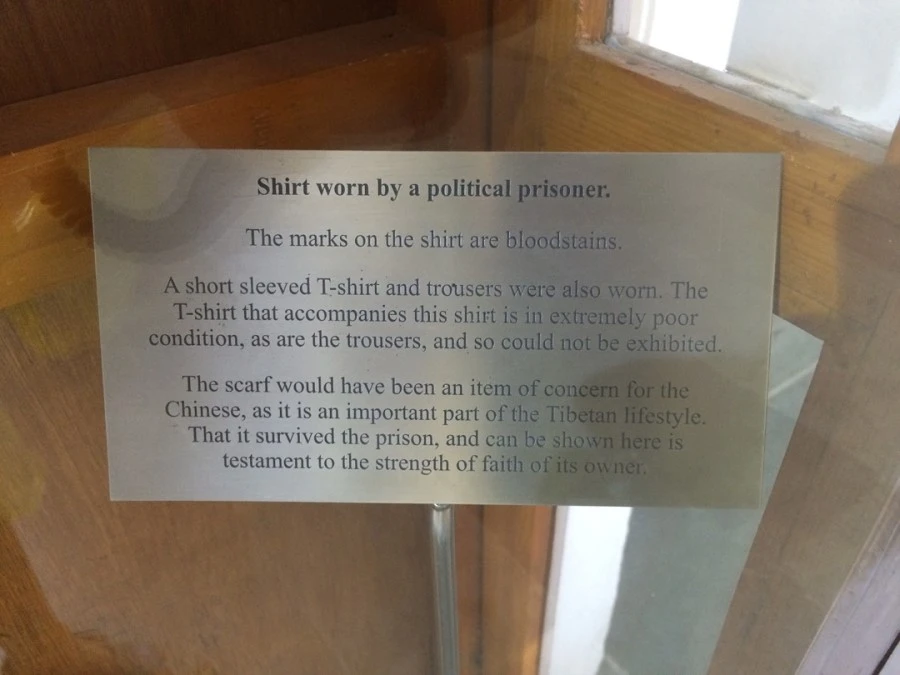 Shirt worn by a political prisoner.
The marks on the shirt are bloodstains.
A short sleeved T-shirt and trousers were also worn. The
T-shirt that accompanies this shirt is in extremely poor
condition, as are the trousers, and so could not be exhibited.
The scarf would have been an item of concern for the
Chinese, as it is an important part of the Tibetan lifestyle.
That it survived the prison, and can be shown here is
testament to the strength of faith of its owner.